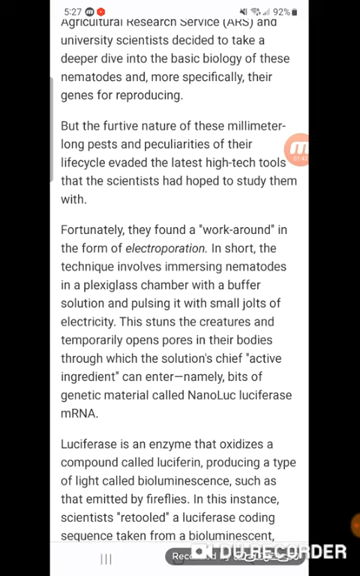 5:27
92%
Agricultural Research Service (ARS) and
university scientists decided to take a
deeper dive into the basic biology of these
nematodes and, more specifically, their
genes for reproducing.
But the furtive nature of these millimeter-
long pests and peculiarities of their
lifecycle evaded the latest high-tech tools
that the scientists had hoped to study them
with.
Fortunately, they found a "work-around" in
the form of electroporation. In short, the
technique involves immersing nematodes
in a plexiglass chamber with a buffer
solution and pulsing it with small jolts of
electricity. This stuns the creatures and
temporarily opens pores in their bodies
through which the solution's chief "active
ingredient" can enter—namely, bits of
genetic material called NanoLuc luciferase
mRNA.
Luciferase is an enzyme that oxidizes a
compound called luciferin, producing a type
of light called bioluminescence, such as
that emitted by fireflies. In this instance,
scientists "retooled" a luciferase coding
sequence taken from a bioluminescent,
DU RECORDER